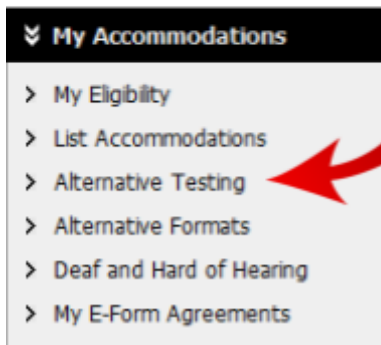 My Accommodations
My Eligibility
List Accommodations
Alternative Testing
Alternative Formats
Deaf and Hard of Hearing
My E-Form Agreements